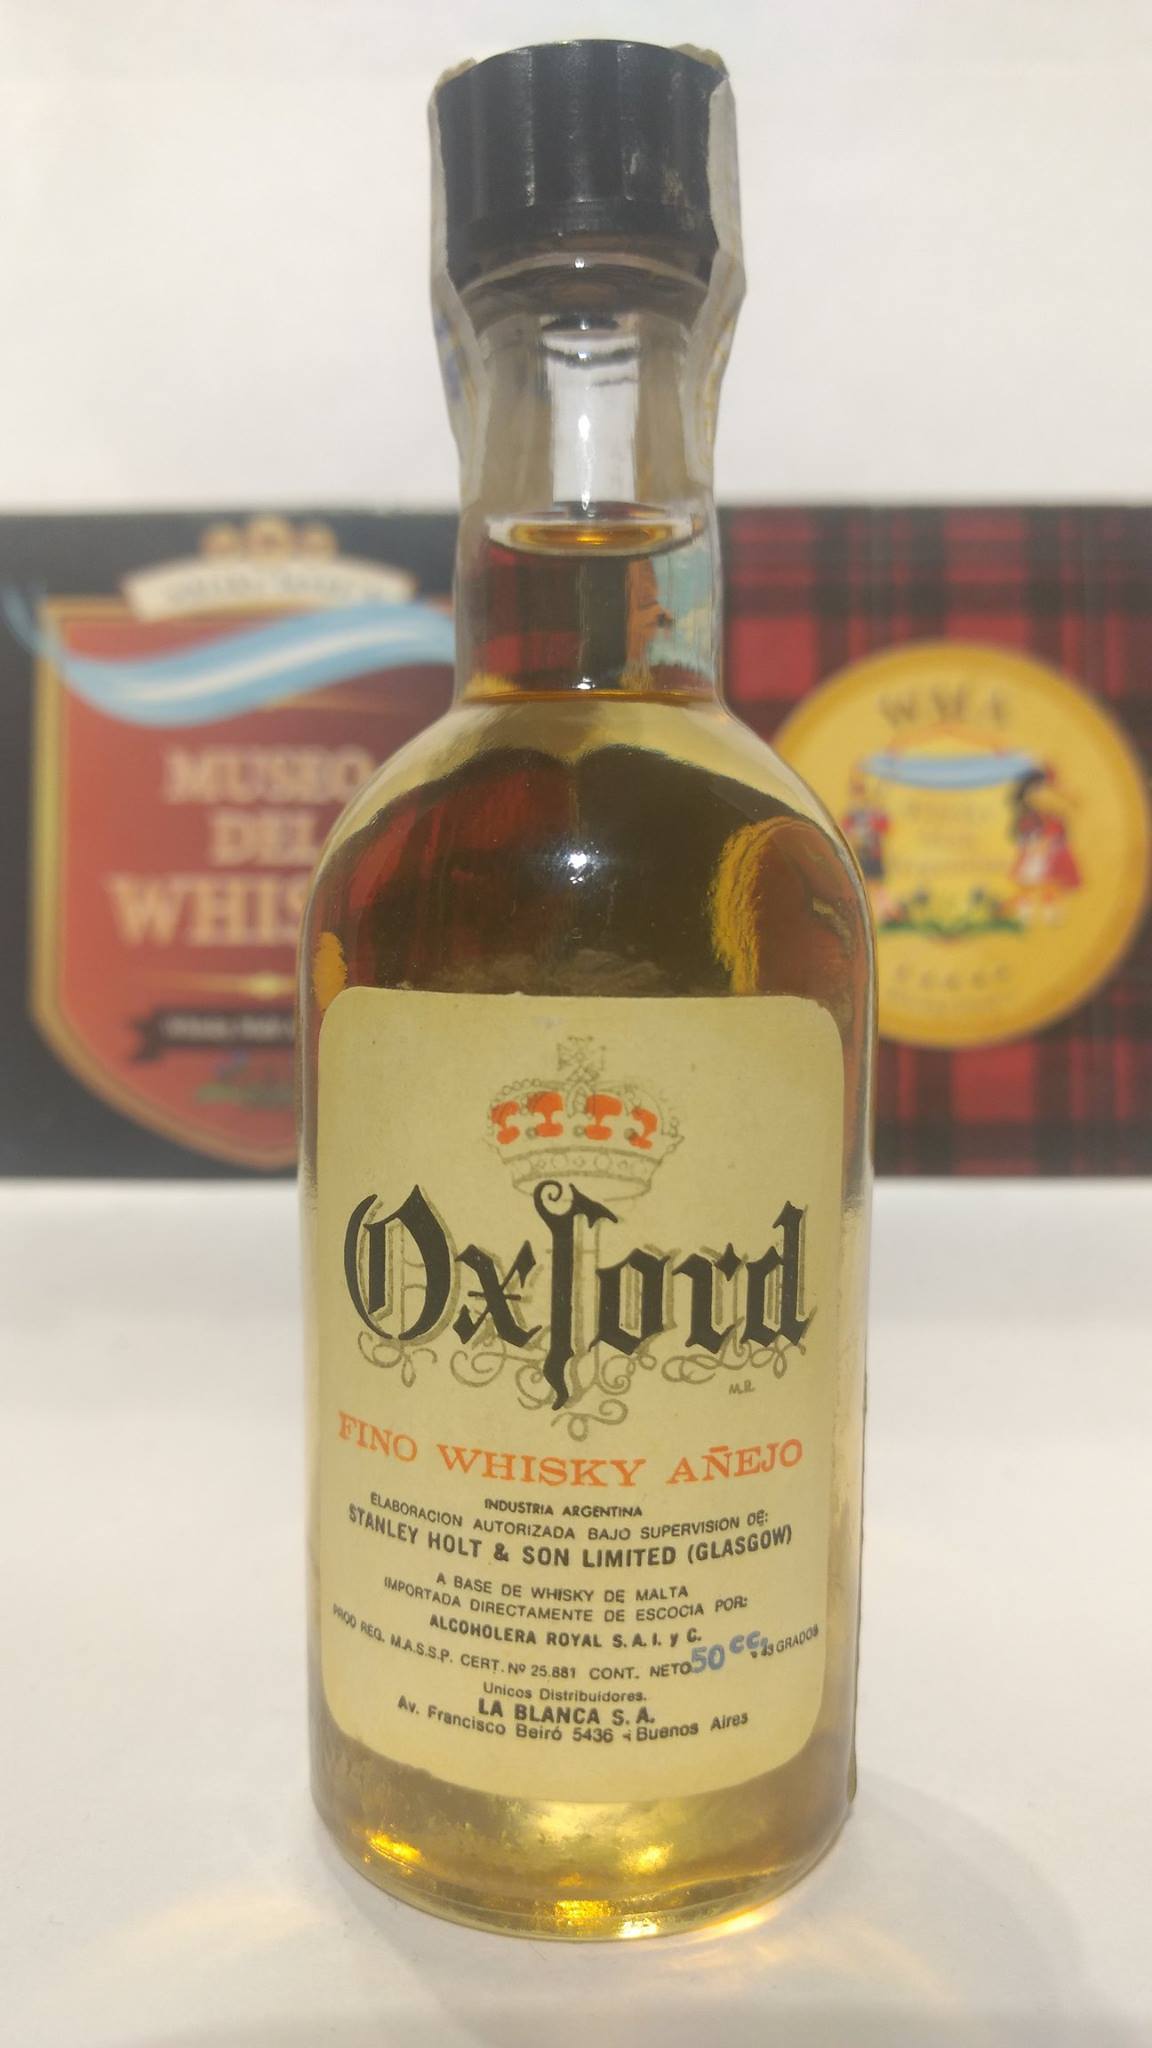 MUSEO
DEL
WHIS
WMA
Oxford
M.R.
FINO WHISKY AÑEJO
INDUSTRIA ARGENTINA
ELABORACION AUTORIZADA BAJO SUPERVISION DE:
STANLEY HOLT & SON LIMITED (GLASGOW)
A BASE DE WHISKY DE MALTA
IMPORTADA DIRECTAMENTE DE ESCOCIA POR:
ALCOHOLERA ROYAL S.A.I. y C.
PROD REG. M.A.S.S.P. CERT. Nº 25.881 CONT. NETO 50 cc. 43 GRADOS
Unicos Distribuidores.
LA BLANCA S.A.
Av. Francisco Beiró 5436 - Buenos Aires